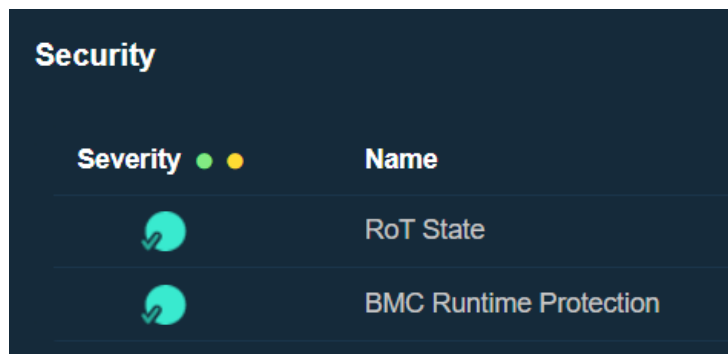 Security
Severity Name
RoT State
BMC Runtime Protection